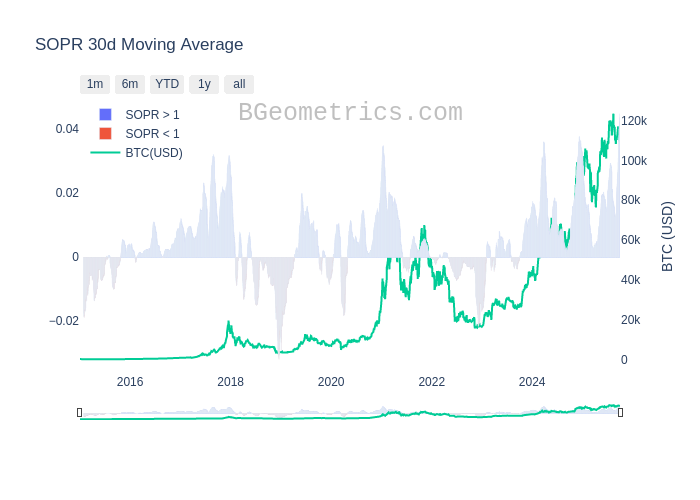 SOPR 30d Moving Average
1m 6m YTD 1y all
BGeometrics.com
SOPR > 1
SOPR < 1
BTC(USD)
0.04
0.02
0
−0.02
120k
100k
80k
60k
40k
20k
0
BTC (USD)
2016 2018 2020 2022 2024